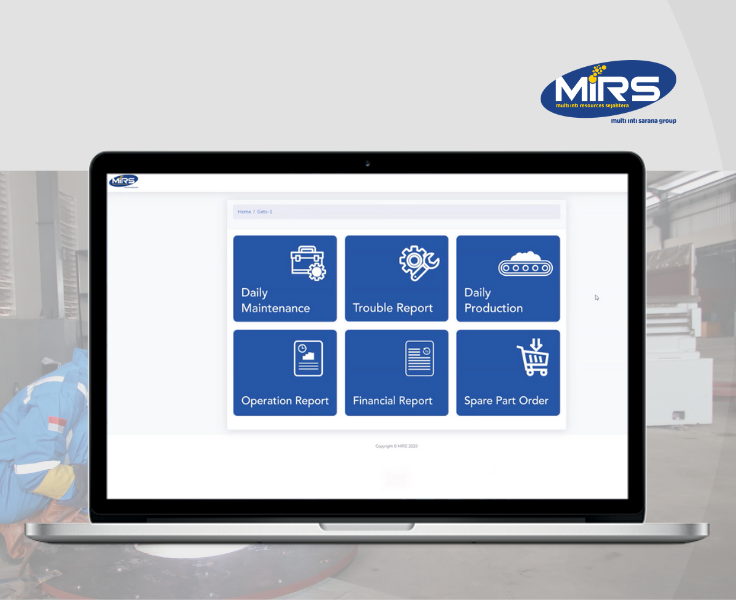 MiRS
multi inti resources sejahtera
multi inti sarana group
MiRS
Home / Gets-2
Daily
Maintenance
Trouble Report
Daily
Production
Operation Report
Financial Report
Spare Part Order
Copyright © MIRS 2020